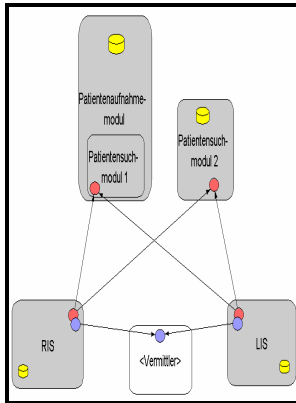 Patientenaufnahme-
modul
Patientensuch-
modul 1
Patientensuch-
modul 2
RIS
<Vermittler>
LIS